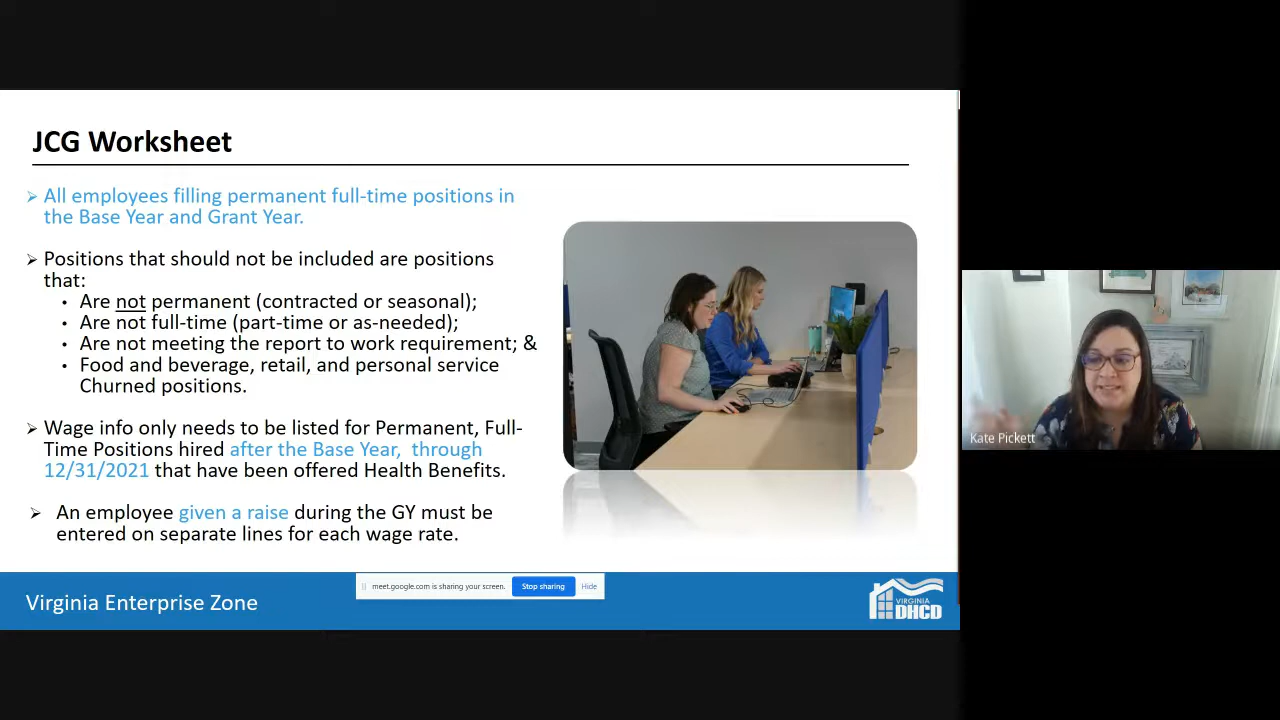 JCG Worksheet
➢ All employees filling permanent full-time positions in
the Base Year and Grant Year.
➢ Positions that should not be included are positions
that:
• Are not permanent (contracted or seasonal);
• Are not full-time (part-time or as-needed);
• Are not meeting the report to work requirement; &
• Food and beverage, retail, and personal service
Churned positions.
➢ Wage info only needs to be listed for Permanent, Full-
Time Positions hired after the Base Year, through
12/31/2021 that have been offered Health Benefits.
➢ An employee given a raise during the GY must be
entered on separate lines for each wage rate.
meet.google.com is sharing your screen. Stop sharing Hide
Virginia Enterprise Zone
VIRGINIA
DHCD
Kate Pickett